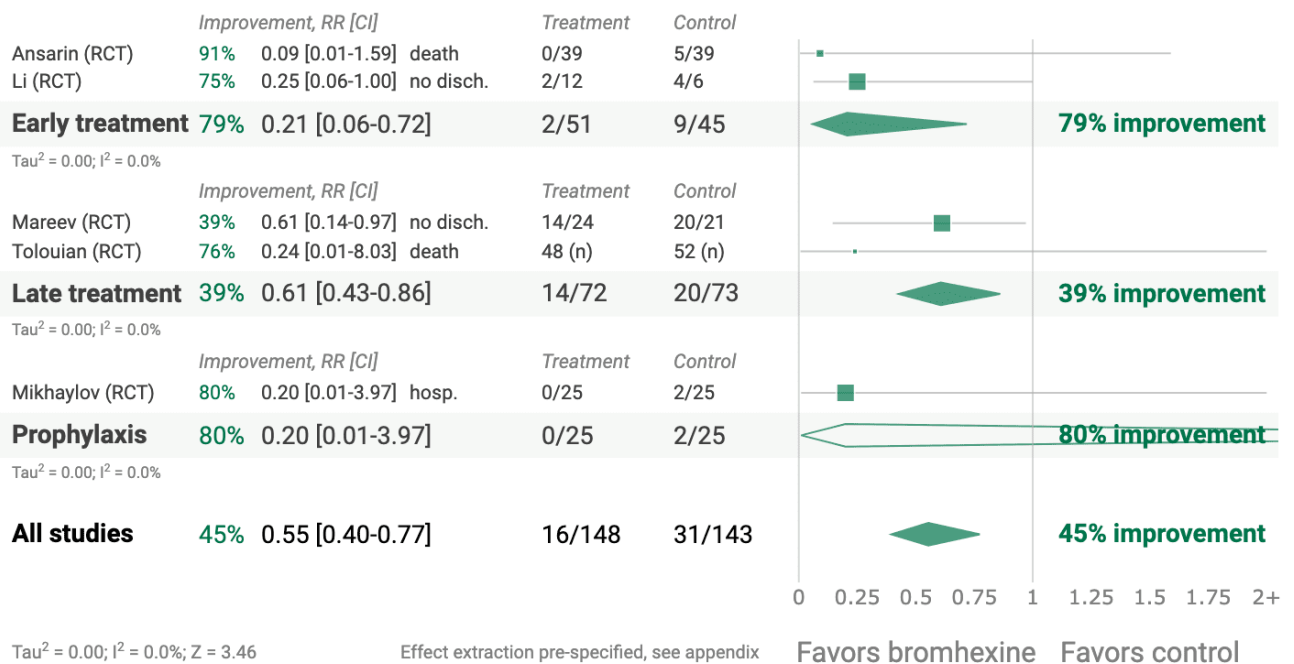 Improvement, RR [CI] Treatment Control
Ansarin (RCT) 91% 0.09 [0.01-1.59] death 0/39 5/39
Li (RCT) 75% 0.25 [0.06-1.00] no disch. 2/12 4/6
Early treatment 79% 0.21 [0.06-0.72] 2/51 9/45 79% improvement
Tau² = 0.00; I² = 0.0%
Improvement, RR [CI] Treatment Control
Mareev (RCT) 39% 0.61 [0.14-0.97] no disch. 14/24 20/21
Tolouian (RCT) 76% 0.24 [0.01-8.03] death 48 (n) 52 (n)
Late treatment 39% 0.61 [0.43-0.86] 14/72 20/73 39% improvement
Tau² = 0.00; I² = 0.0%
Improvement, RR [CI] Treatment Control
Mikhaylov (RCT) 80% 0.20 [0.01-3.97] hosp. 0/25 2/25
Prophylaxis 80% 0.20 [0.01-3.97] 0/25 2/25 80% improvement
Tau² = 0.00; I² = 0.0%
All studies 45% 0.55 [0.40-0.77] 16/148 31/143 45% improvement
0 0.25 0.5 0.75 1 1.25 1.5 1.75 2+
Tau² = 0.00; I² = 0.0%; Z = 3.46 Effect extraction pre-specified, see appendix Favors bromhexine Favors control